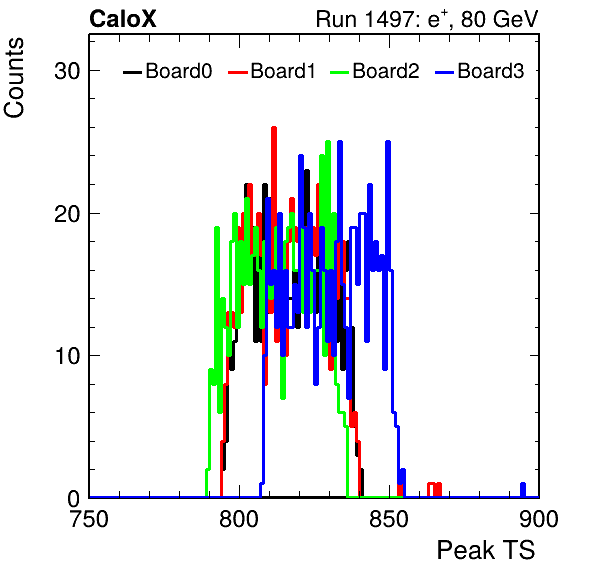 CaloX Run 1497: e+, 80 GeV
Counts
Board0 Board1 Board2 Board3
30
20
10
0
750 800 850 900
Peak TS